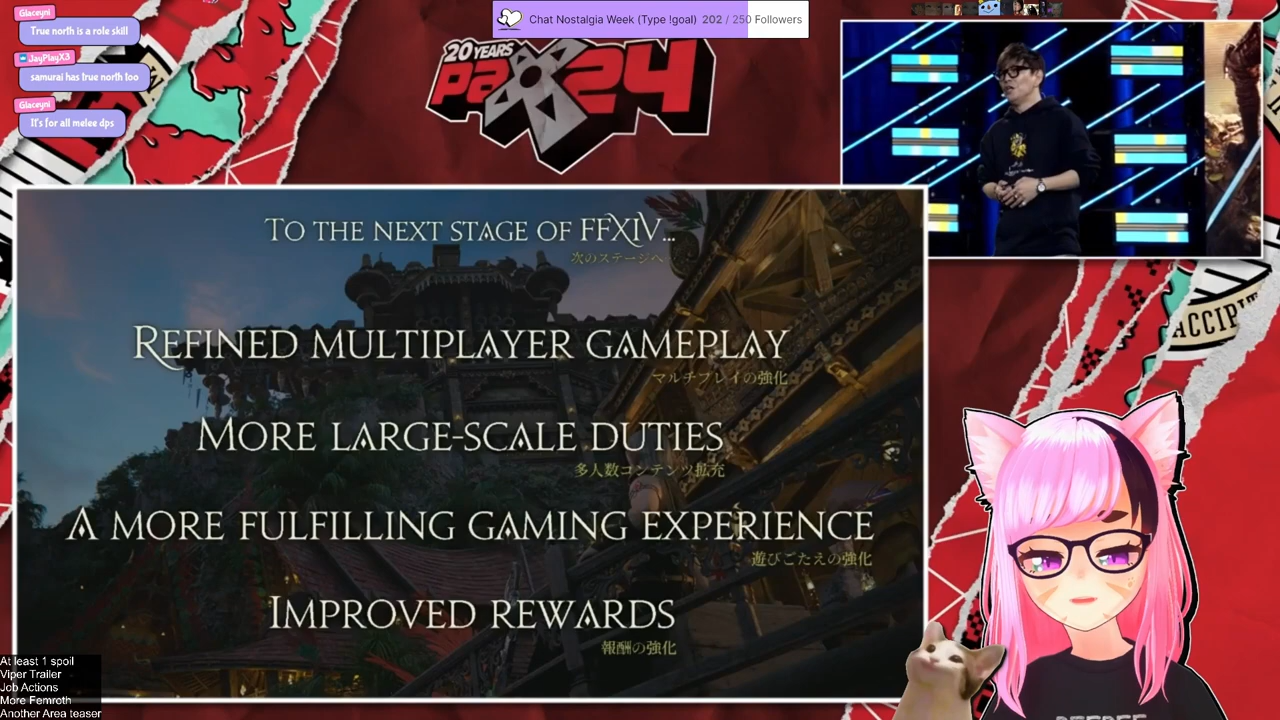 Glaceyni
True north is a role skill
JayPlayX3
samurai has true north too
Glaceyni
It's for all melee dps
Chat Nostalgia Week (Type !goal) 202 / 250 Followers
20 YEARS
PAX24
TO THE NEXT STAGE OF FFXIV...
次のステージへ
REFINED MULTIPLAYER GAMEPLAY
マルチプレイの強化
MORE LARGE-SCALE DUTIES
多人数コンテンツ拡充
A MORE FULFILLING GAMING EXPERIENCE
遊びごたえの強化
IMPROVED REWARDS
報酬の強化
At least 1 spoil
Viper Trailer
Job Actions
More Femroth
Another Area teaser